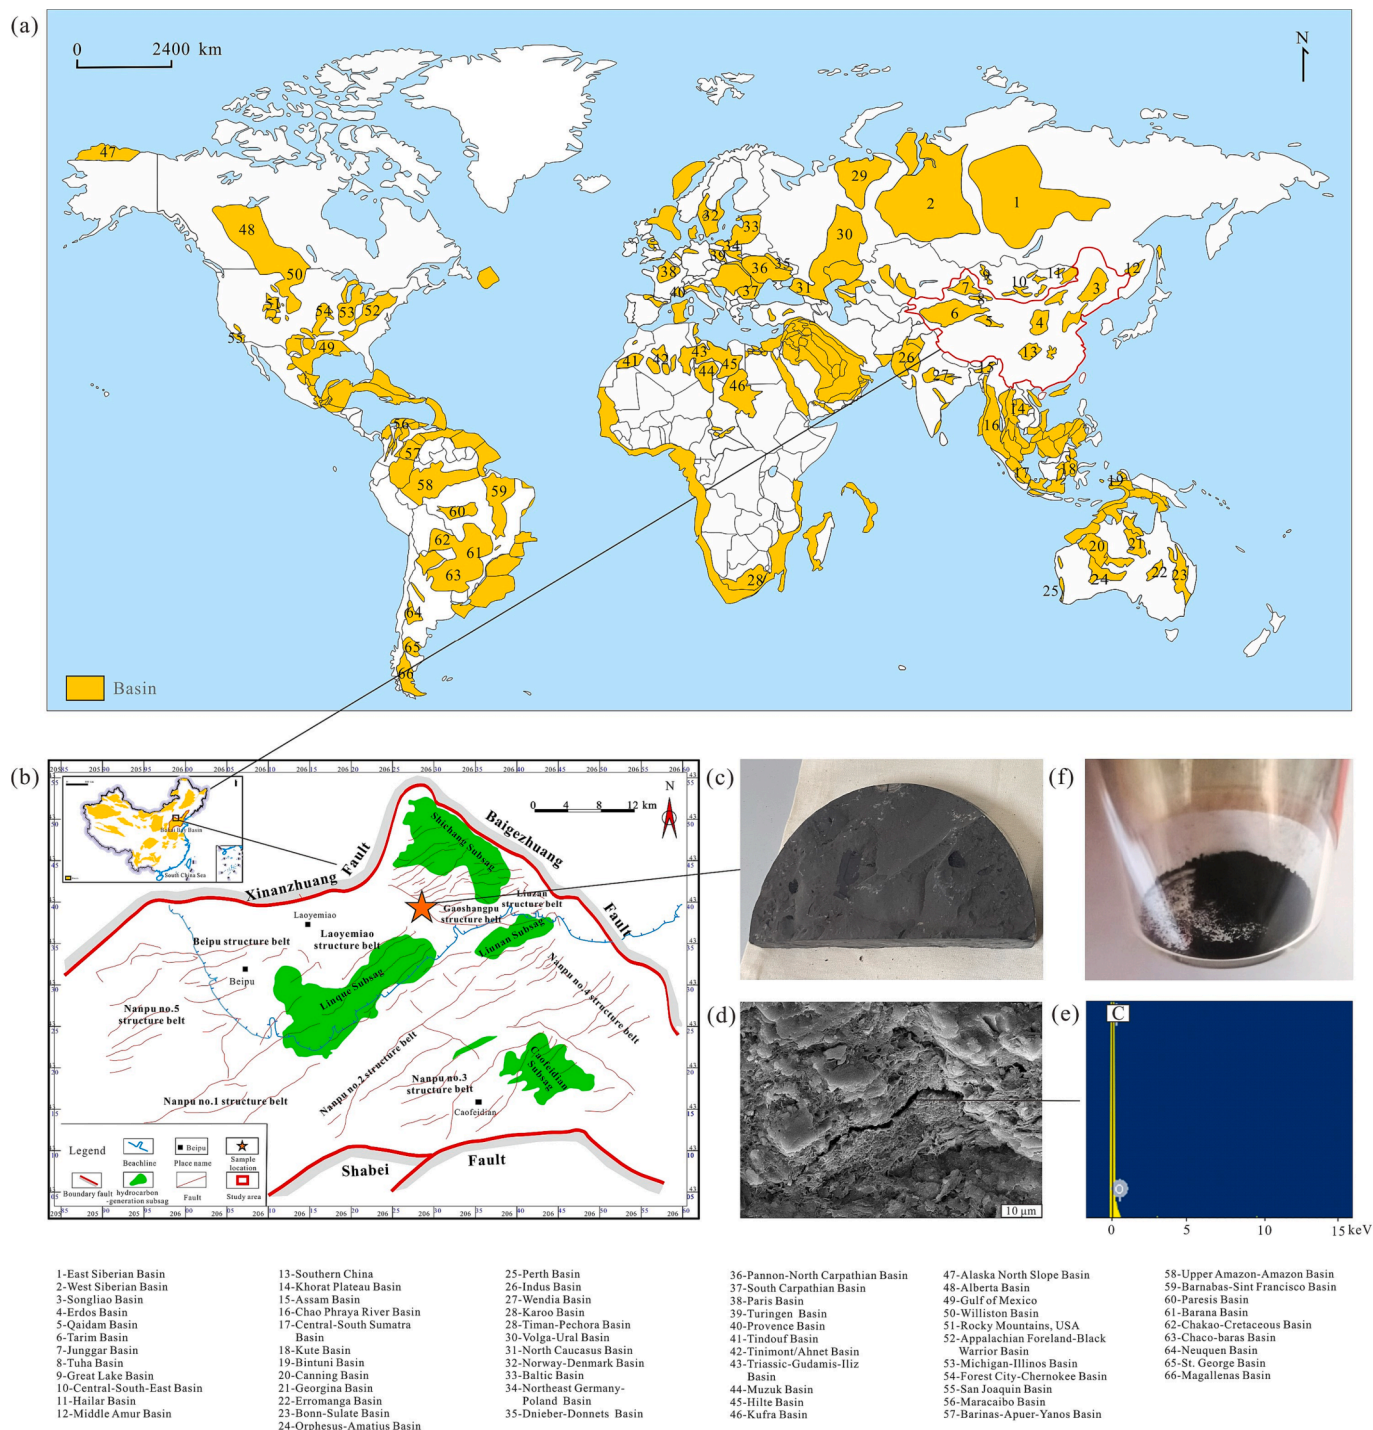 (a)
0 2400 km
N
47
29
2
1
48
32
33
30
34
39
35
36
38
50
37
31
40
51
54
53
52
55
49
9
10
11
12
7
8
3
6
5
4
13
15
26
27
41
42
43
44
45
46
14
16
56
57
17
18
19
58
59
60
62
61
63
20
21
22
23
24
25
28
64
65
66
Basin
(b)
Bohai Bay Basin
South China Sea
N
0 4 8 12 km
Xinanzhuang Fault
Baigezhuang
Fault
Shichang Subsag
Liuzan
structure belt
Gaoshangpu
structure belt
Laoyemiao
Laoyemiao
structure belt
Beipu structure belt
Beipu
Liunan Subsag
Linque Subsag
Nanpu no.5
structure belt
Nanpu no.4 structure belt
Nanpu no.2 structure belt
Nanpu no.3
structure belt
Caofeidian
Subsag
Caofeidian
Nanpu no.1 structure belt
Shabei
Fault
Legend
Beachline
Beipu
Place name
Sample
location
Boundary fault
hydrocarbon
-generation subsag
Fault
Study area
(c)
(f)
(d)
10 μm
(e)
C
0 5 10 15 keV
1-East Siberian Basin
2-West Siberian Basin
3-Songliao Basin
4-Erdos Basin
5-Qaidam Basin
6-Tarim Basin
7-Junggar Basin
8-Tuha Basin
9-Great Lake Basin
10-Central-South-East Basin
11-Hailar Basin
12-Middle Amur Basin
13-Southern China
14-Khorat Plateau Basin
15-Assam Basin
16-Chao Phraya River Basin
17-Central-South Sumatra
Basin
18-Kute Basin
19-Bintuni Basin
20-Canning Basin
21-Georgina Basin
22-Erromanga Basin
23-Bonn-Sulate Basin
24-Orphesus-Amatius Basin
25-Perth Basin
26-Indus Basin
27-Wendia Basin
28-Karoo Basin
28-Timan-Pechora Basin
30-Volga-Ural Basin
31-North Caucasus Basin
32-Norway-Denmark Basin
33-Baltic Basin
34-Northeast Germany-
Poland Basin
35-Dnieber-Donnets Basin
36-Pannon-North Carpathian Basin
37-South Carpathian Basin
38-Paris Basin
39-Turingen Basin
40-Provence Basin
41-Tindouf Basin
42-Tinimont/Ahnet Basin
43-Triassic-Gudamis-Iliz
Basin
44-Muzuk Basin
45-Hilte Basin
46-Kufra Basin
47-Alaska North Slope Basin
48-Alberta Basin
49-Gulf of Mexico
50-Williston Basin
51-Rocky Mountains, USA
52-Appalachian Foreland-Black
Warrior Basin
53-Michigan-Illinos Basin
54-Forest City-Chernokee Basin
55-San Joaquin Basin
56-Maracaibo Basin
57-Barinas-Apuer-Yanos Basin
58-Upper Amazon-Amazon Basin
59-Barnabas-Sint Francisco Basin
60-Paresis Basin
61-Barana Basin
62-Chakao-Cretaceous Basin
63-Chaco-baras Basin
64-Neuquen Basin
65-St. George Basin
66-Magallenas Basin